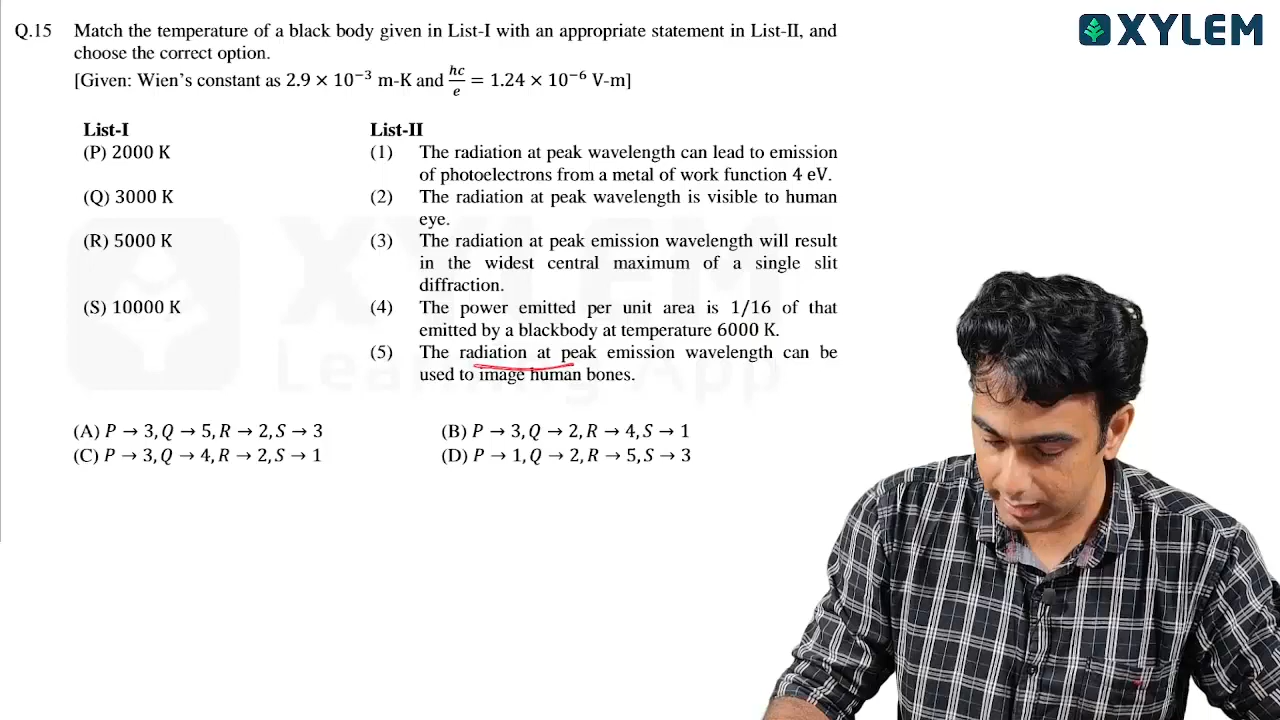 Q.15 Match the temperature of a black body given in List-I with an appropriate statement in List-II, and
choose the correct option.
[Given: Wien's constant as 2.9 × 10⁻³ m-K and hc/e = 1.24 × 10⁻⁶ V-m]
XYLEM
List-I List-II
(P) 2000 K (1) The radiation at peak wavelength can lead to emission
of photoelectrons from a metal of work function 4 eV.
(Q) 3000 K (2) The radiation at peak wavelength is visible to human
eye.
(R) 5000 K (3) The radiation at peak emission wavelength will result
in the widest central maximum of a single slit
diffraction.
(S) 10000 K (4) The power emitted per unit area is 1/16 of that
emitted by a blackbody at temperature 6000 K.
(5) The radiation at peak emission wavelength can be
used to image human bones.
XYLEM
Learning App
(A) P → 3, Q → 5, R → 2, S → 3 (B) P → 3, Q → 2, R → 4, S → 1
(C) P → 3, Q → 4, R → 2, S → 1 (D) P → 1, Q → 2, R → 5, S → 3